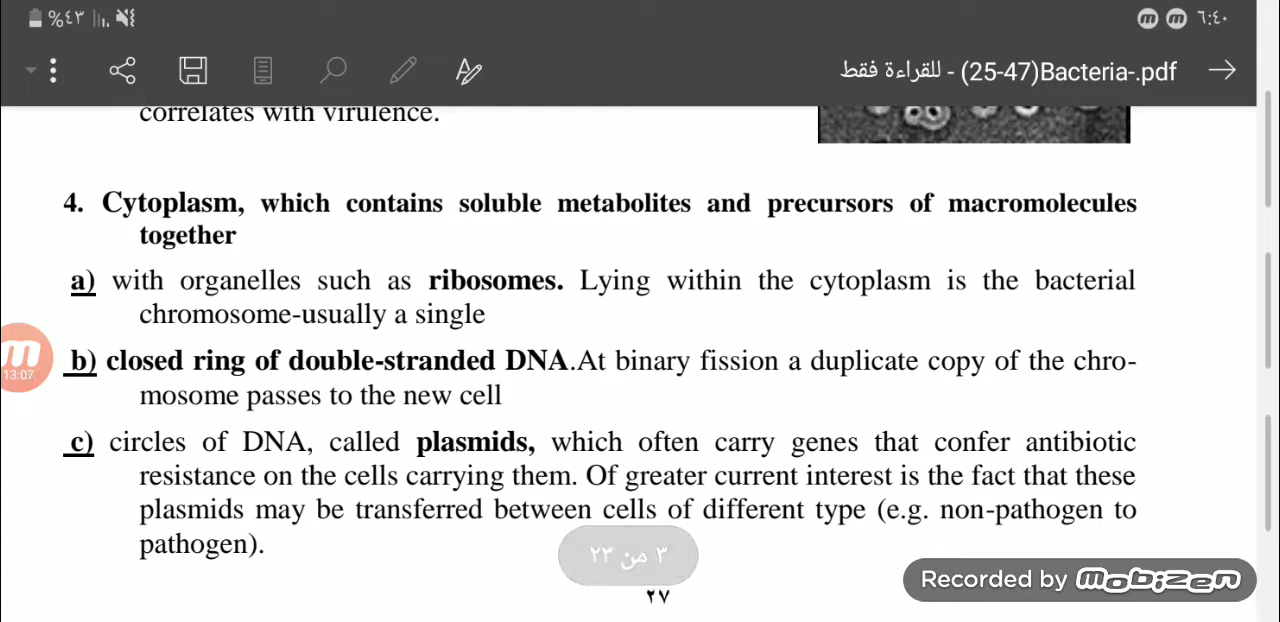 %٤٣
٦:٤٠
(25-47)Bacteria-.pdf - للقراءة فقط
correlates with virulence.
4. Cytoplasm, which contains soluble metabolites and precursors of macromolecules
together
a) with organelles such as ribosomes. Lying within the cytoplasm is the bacterial
chromosome-usually a single
13:07
b) closed ring of double-stranded DNA.At binary fission a duplicate copy of the chro-
mosome passes to the new cell
c) circles of DNA, called plasmids, which often carry genes that confer antibiotic
resistance on the cells carrying them. Of greater current interest is the fact that these
plasmids may be transferred between cells of different type (e.g. non-pathogen to
pathogen).
٣ من ٢٣
Recorded by mobizen
٢٧